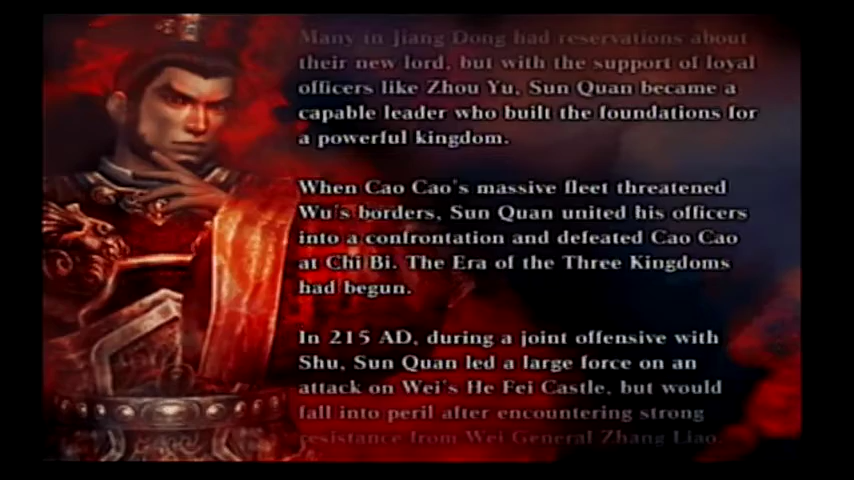 Many in Jiang Dong had reservations about
their new lord, but with the support of loyal
officers like Zhou Yu, Sun Quan became a
capable leader who built the foundations for
a powerful kingdom.
When Cao Cao's massive fleet threatened
Wu's borders, Sun Quan united his officers
into a confrontation and defeated Cao Cao
at Chi Bi. The Era of the Three Kingdoms
had begun.
In 215 AD, during a joint offensive with
Shu, Sun Quan led a large force on an
attack on Wei's He Fei Castle, but would
fall into peril after encountering strong
resistance from Wei General Zhang Liao.